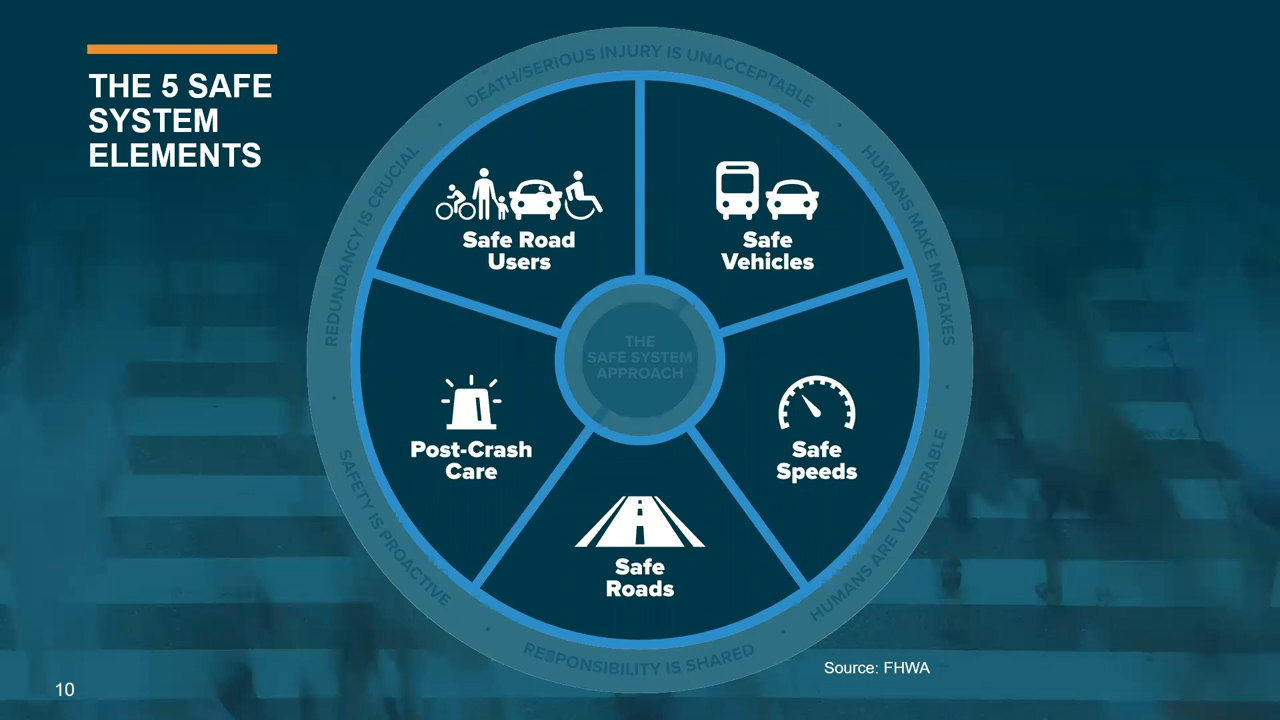 THE 5 SAFE
SYSTEM
ELEMENTS
DEATH/SERIOUS INJURY IS UNACCEPTABLE
HUMANS MAKE MISTAKES
HUMANS ARE VULNERABLE
RESPONSIBILITY IS SHARED
SAFETY IS PROACTIVE
REDUNDANCY IS CRUCIAL
Safe Road
Users
Safe
Vehicles
THE
SAFE SYSTEM
APPROACH
Post-Crash
Care
Safe
Speeds
Safe
Roads
Source: FHWA
10